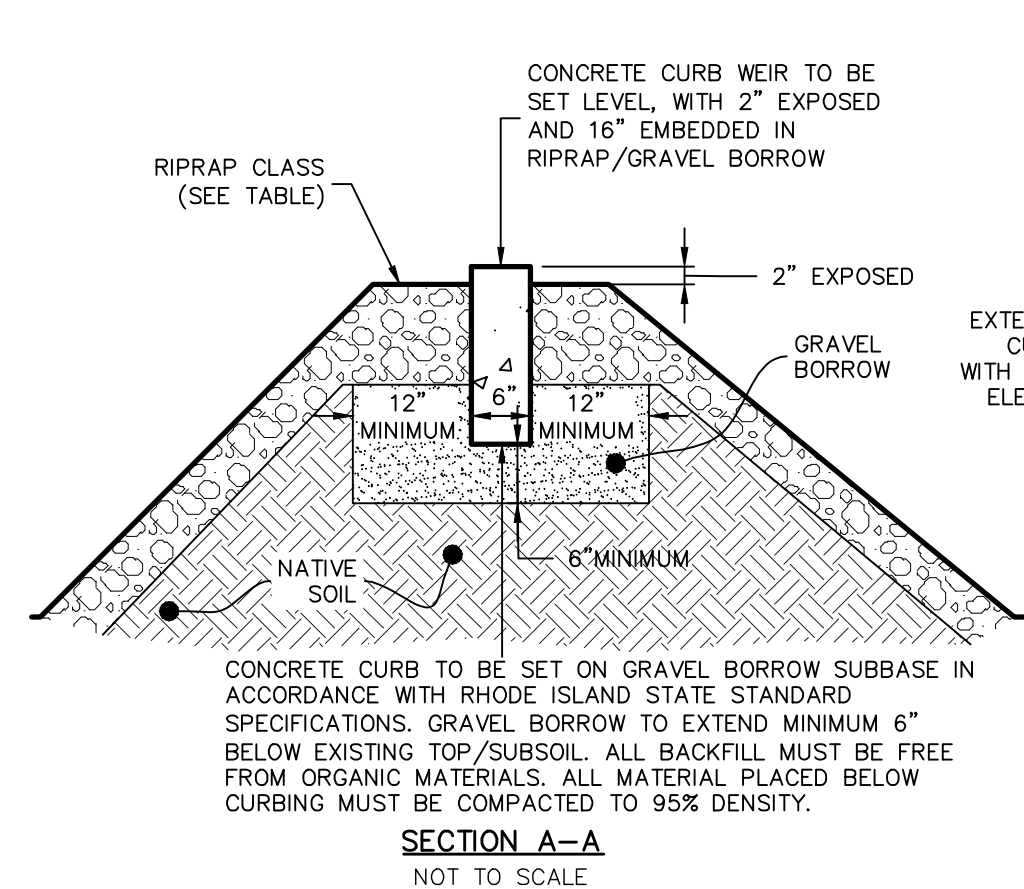 CONCRETE CURB WEIR TO BE
SET LEVEL, WITH 2" EXPOSED
AND 16" EMBEDDED IN
RIPRAP/GRAVEL BORROW
RIPRAP CLASS
(SEE TABLE)
2" EXPOSED
GRAVEL
BORROW
WITH
12"
MINIMUM
6"
12"
MINIMUM
6"MINIMUM
NATIVE
SOIL
CONCRETE CURB TO BE SET ON GRAVEL BORROW SUBBASE IN
ACCORDANCE WITH RHODE ISLAND STATE STANDARD
SPECIFICATIONS. GRAVEL BORROW TO EXTEND MINIMUM 6"
BELOW EXISTING TOP/SUBSOIL. ALL BACKFILL MUST BE FREE
FROM ORGANIC MATERIALS. ALL MATERIAL PLACED BELOW
CURBING MUST BE COMPACTED TO 95% DENSITY.
SECTION A-A
NOT TO SCALE